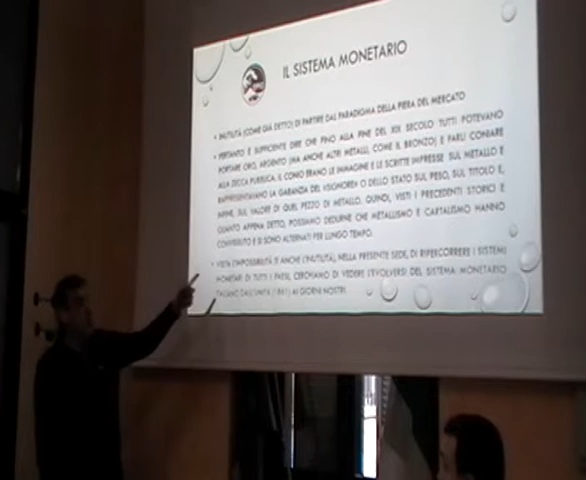 IL SISTEMA MONETARIO
• INUTILITÀ (COME GIÀ DETTO) DI PARTIRE DAL PARADIGMA DELLA FIERA DEL MERCATO
• PERTANTO È SUFFICIENTE DIRE CHE FINO ALLA FINE DEL XIX SECOLO TUTTI POTEVANO
PORTARE ORO, ARGENTO (MA ANCHE ALTRI METALLI, COME IL BRONZO) E FARLI CONIARE
ALLA ZECCA PUBBLICA. IL CONIO ERANO LE IMMAGINI E LE SCRITTE IMPRESSE SUL METALLO E
RAPPRESENTAVANO LA GARANZIA DEL «SIGNORE» O DELLO STATO SUL PESO, SUL TITOLO E,
INFINE, SUL VALORE DI QUEL PEZZO DI METALLO. QUINDI, VISTI I PRECEDENTI STORICI E
QUANTO APPENA DETTO, POSSIAMO DEDURNE CHE METALLISMO E CARTALISMO HANNO
CONVISSUTO E SI SONO ALTERNATI PER LUNGO TEMPO.
• VISTA L'IMPOSSIBILITÀ (E ANCHE L'INUTILITÀ), NELLA PRESENTE SEDE, DI RIPERCORRERE I SISTEMI
MONETARI DI TUTTI I PAESI, CERCHIAMO DI VEDERE L'EVOLVERSI DEL SISTEMA MONETARIO
ITALIANO DALL'UNITÀ (1861) AI GIORNI NOSTRI.